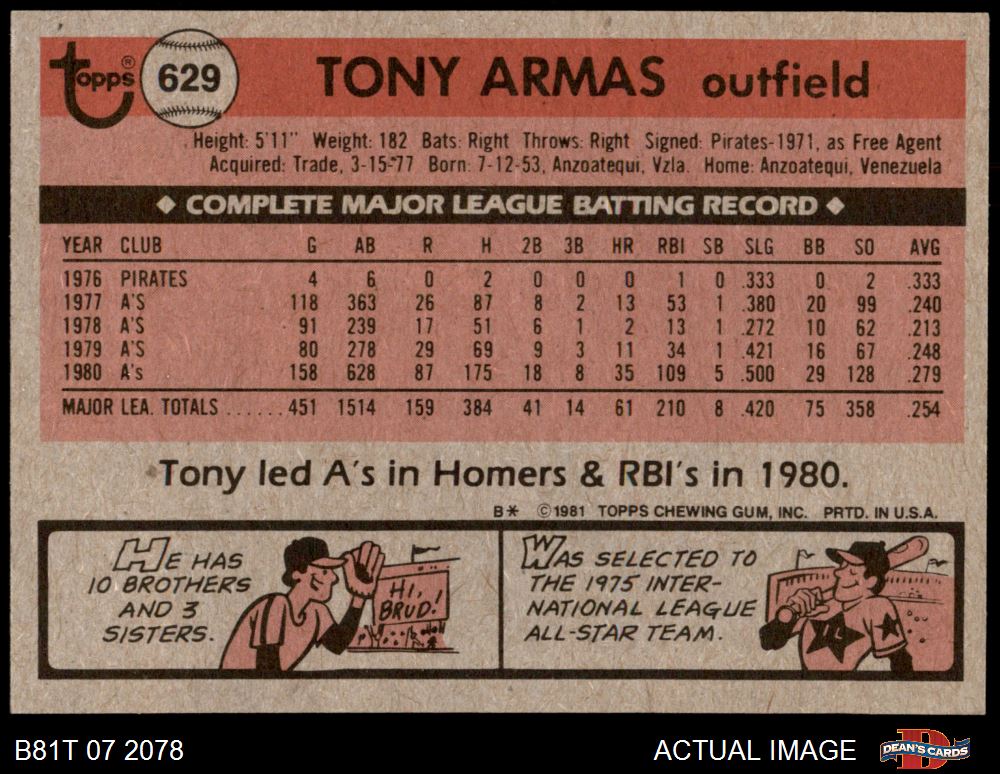 topps® 629 TONY ARMAS outfield
Height: 5'11" Weight: 182 Bats: Right Throws: Right Signed: Pirates-1971, as Free Agent
Acquired: Trade, 3-15-77 Born: 7-12-53, Anzoatequi, Vzla. Home: Anzoatequi, Venezuela
◆ COMPLETE MAJOR LEAGUE BATTING RECORD ◆
YEAR CLUB G AB R H 2B 3B HR RBI SB SLG BB SO AVG
1976 PIRATES 4 6 0 2 0 0 0 1 0 .333 0 2 .333
1977 A'S 118 363 26 87 8 2 13 53 1 .380 20 99 .240
1978 A'S 91 239 17 51 6 1 2 13 1 .272 10 62 .213
1979 A'S 80 278 29 69 9 3 11 34 1 .421 16 67 .248
1980 A's 158 628 87 175 18 8 35 109 5 .500 29 128 .279
MAJOR LEA. TOTALS ......451 1514 159 384 41 14 61 210 8 .420 75 358 .254
Tony led A's in Homers & RBI's in 1980.
B* ©1981 TOPPS CHEWING GUM, INC. PRTD. IN U.S.A.
HE HAS
10 BROTHERS
AND 3
SISTERS.
HI,
BRUD!
WAS SELECTED TO
THE 1975 INTER-
NATIONAL LEAGUE
ALL-STAR TEAM.
B81T 07 2078 ACTUAL IMAGE DEAN'S CARDS